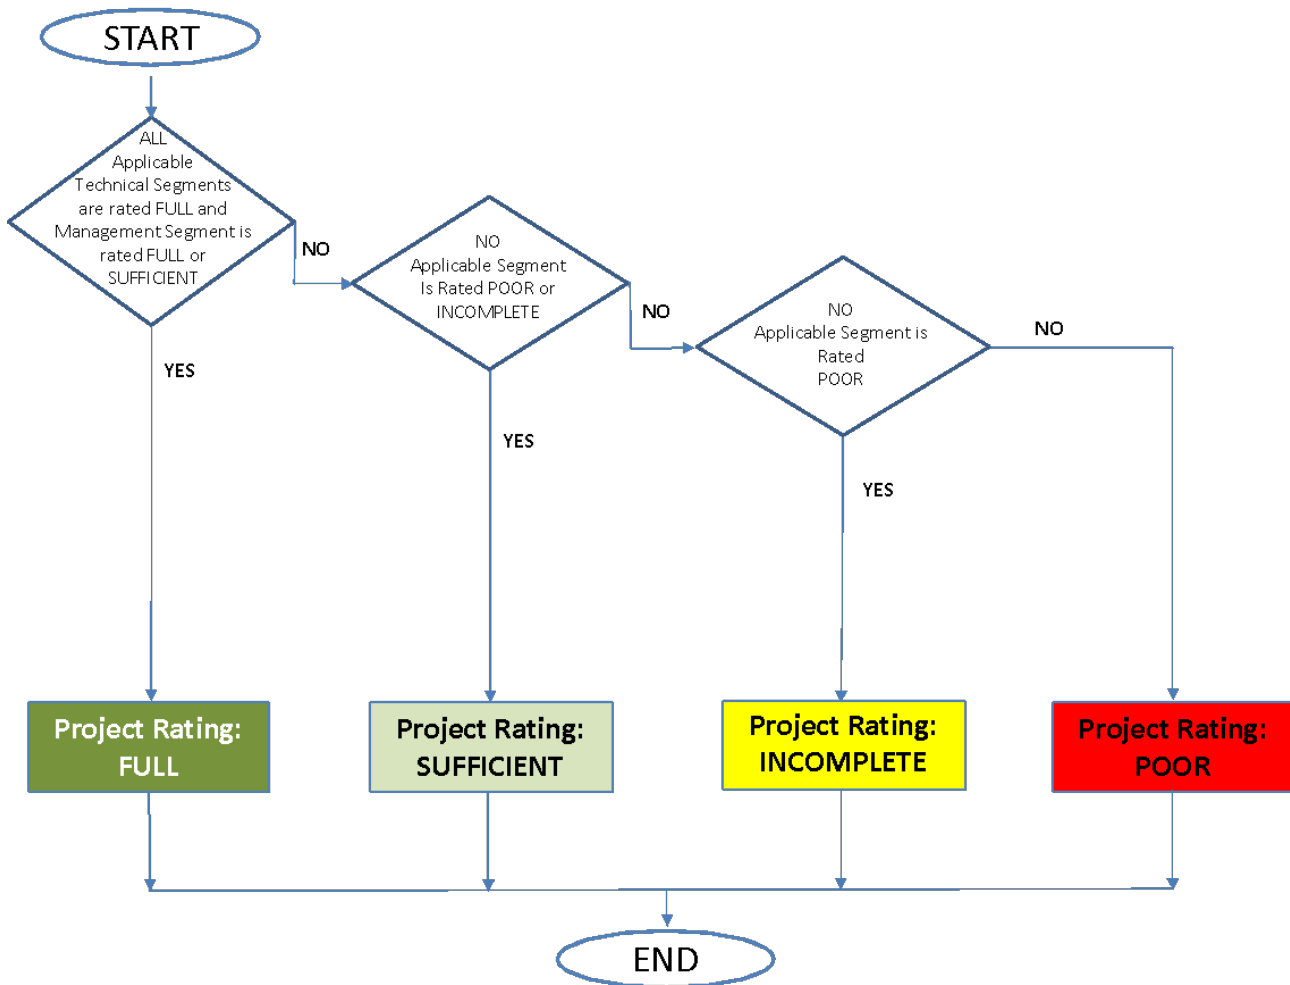 START
ALL
Applicable
Technical Segments
are rated FULL and
Management Segment is
rated FULL or
SUFFICIENT
NO
YES
NO
Applicable Segment
Is Rated POOR or
INCOMPLETE
NO
YES
NO
Applicable Segment is
Rated
POOR
NO
YES
Project Rating:
FULL
Project Rating:
SUFFICIENT
Project Rating:
INCOMPLETE
Project Rating:
POOR
END